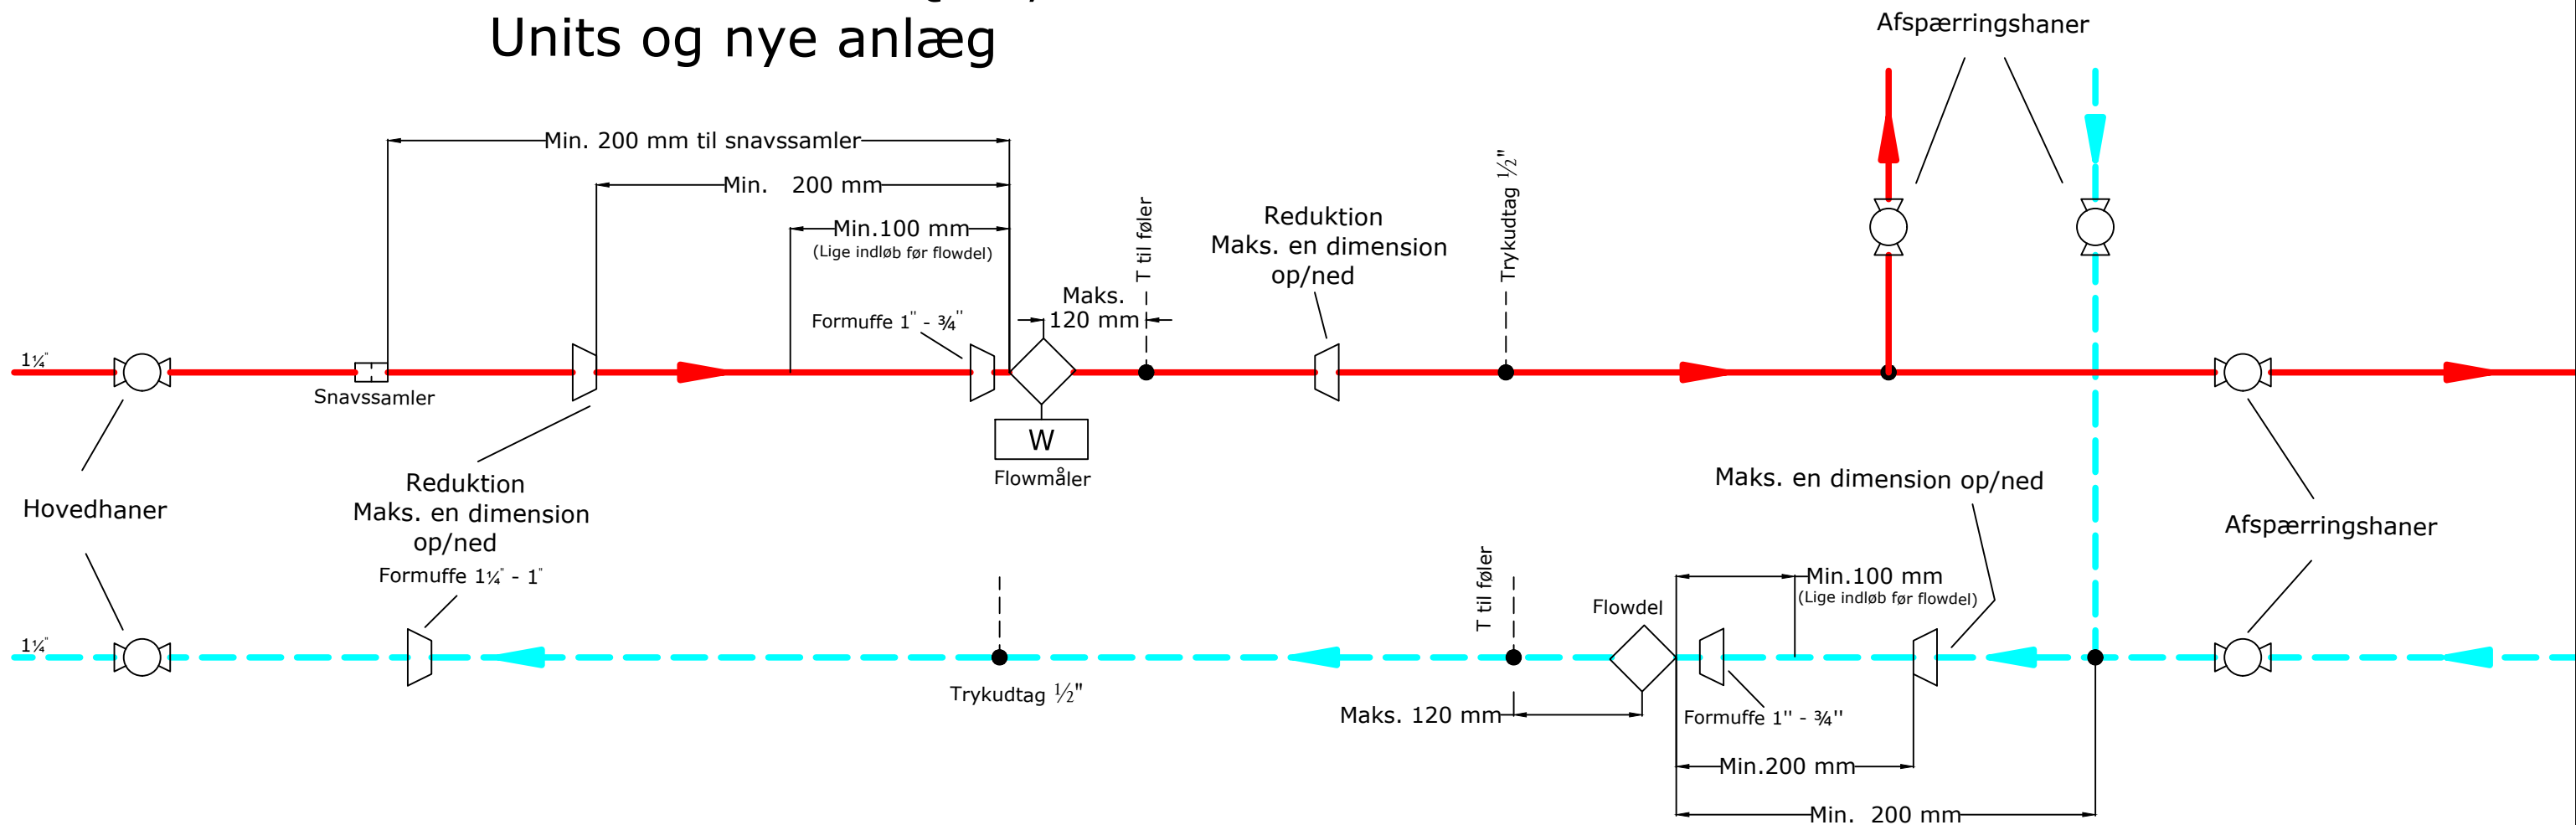 Units og nye anlæg
Afspærringshaner
Min. 200 mm til snavssamler
Min. 200 mm
Min.100 mm
(Lige indløb før flowdel)
T til føler
Trykudtag ½"
Reduktion
Maks. en dimension
op/ned
Maks.
120 mm
Formuffe 1" - ¾"
1¼"
Snavssamler
W
Flowmåler
Hovedhaner
Reduktion
Maks. en dimension
op/ned
Formuffe 1¼" - 1"
Maks. en dimension op/ned
Afspærringshaner
T til føler
Min.100 mm
(Lige indløb før flowdel)
Flowdel
1¼"
Trykudtag ½"
Maks. 120 mm
Formuffe 1'' - ¾''
Min.200 mm
Min. 200 mm